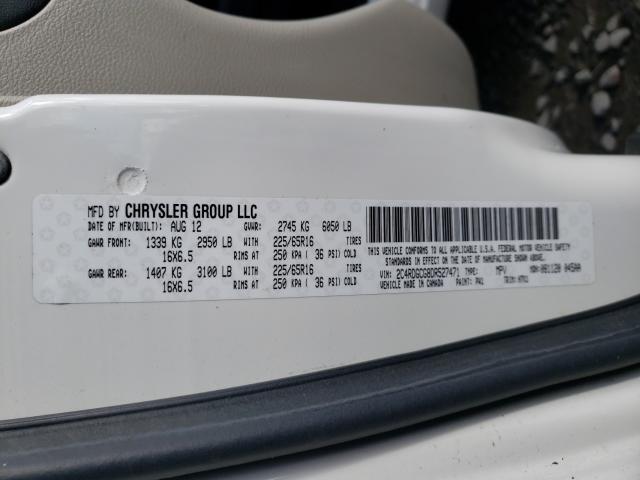 MFD BY CHRYSLER GROUP LLC
DATE OF MFR(BUILT): AUG 12 GVWR: 2745 KG 6050 LB
GAWR FRONT: 1339 KG 2950 LB WITH 225/65R16 TIRES
16X6.5 RIMS AT 250 KPA ( 36 PSI) COLD
GAWR REAR: 1407 KG 3100 LB WITH 225/65R16 TIRES
16X6.5 RIMS AT 250 KPA ( 36 PSI) COLD
THIS VEHICLE CONFORMS TO ALL APPLICABLE U.S.A. FEDERAL MOTOR VEHICLE SAFETY
STANDARDS IN EFFECT ON THE DATE OF MANUFACTURE SHOWN ABOVE.
VIN: 2C4RDGCG8DR527471 TYPE: MPV MDH: 081120 045AA
VEHICLE MADE IN CANADA PAINT: PW1 TRIM: